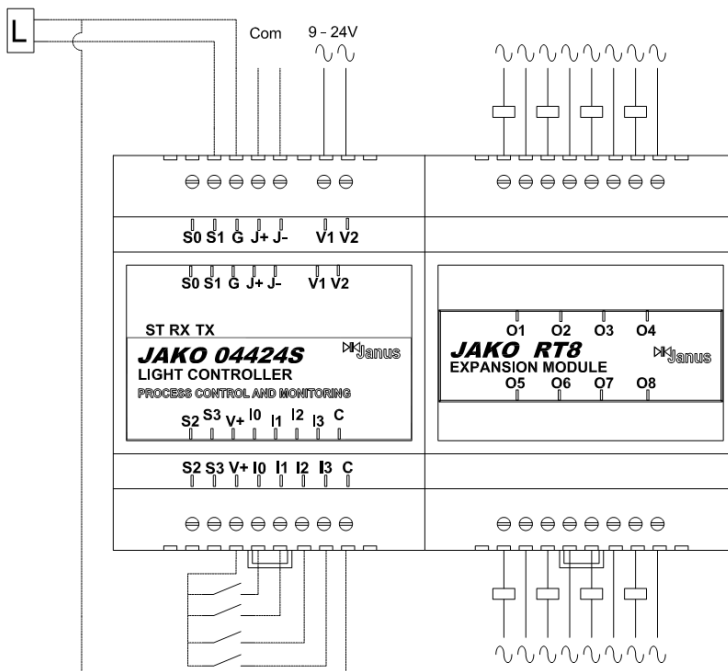 L
Com 9 - 24V
S0 S1 G J+ J- V1 V2
S0 S1 G J+ J- V1 V2
ST RX TX
JAKO 04424S Janus
LIGHT CONTROLLER
PROCESS CONTROL AND MONITORING
S2 S3 V+ I0 I1 I2 I3 C
S2 S3 V+ I0 I1 I2 I3 C
O1 O2 O3 O4
JAKO RT8 Janus
EXPANSION MODULE
O5 O6 O7 O8